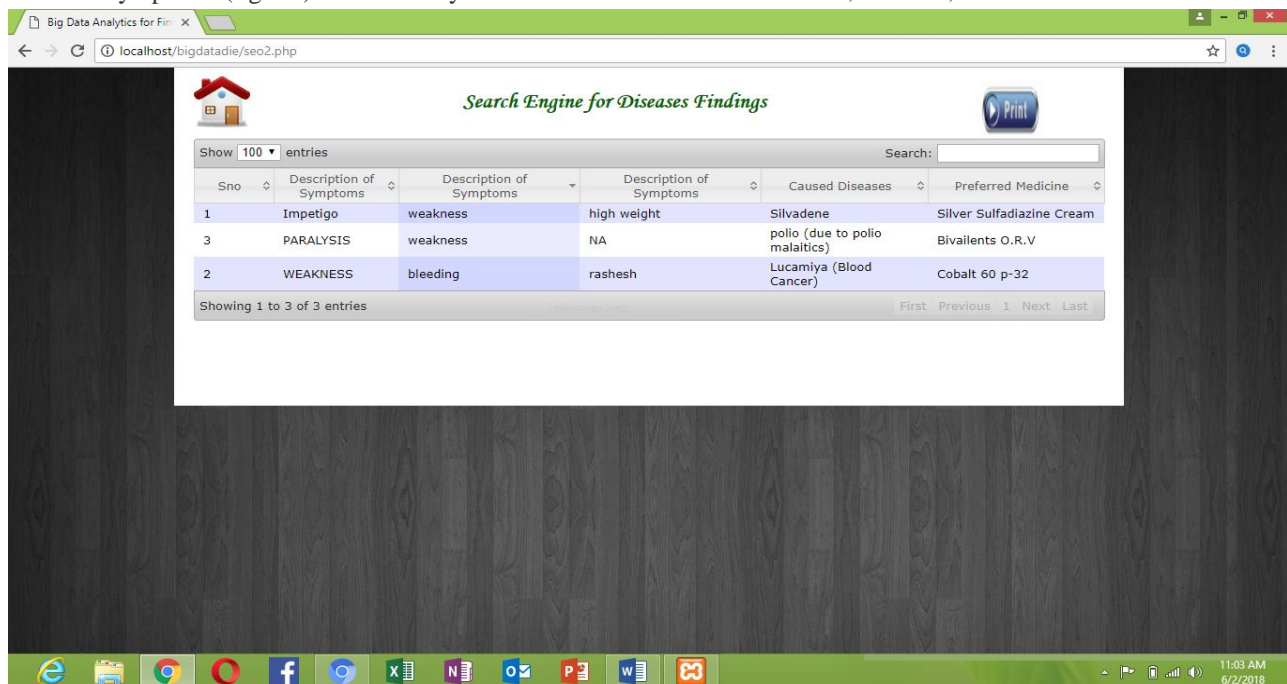 Big Data Analytics for Fin
localhost/bigdatadie/seo2.php
Search Engine for Diseases Findings
Print
Show 100 entries
Search:
Sno Description of Symptoms Description of Symptoms Description of Symptoms Caused Diseases Preferred Medicine
1 Impetigo weakness high weight Silvadene Silver Sulfadiazine Cream
3 PARALYSIS weakness NA polio (due to polio malaitics) Bivailents O.R.V
2 WEAKNESS bleeding rashesh Lucamiya (Blood Cancer) Cobalt 60 p-32
Showing 1 to 3 of 3 entries
First Previous 1 Next Last
11:03 AM
6/2/2018